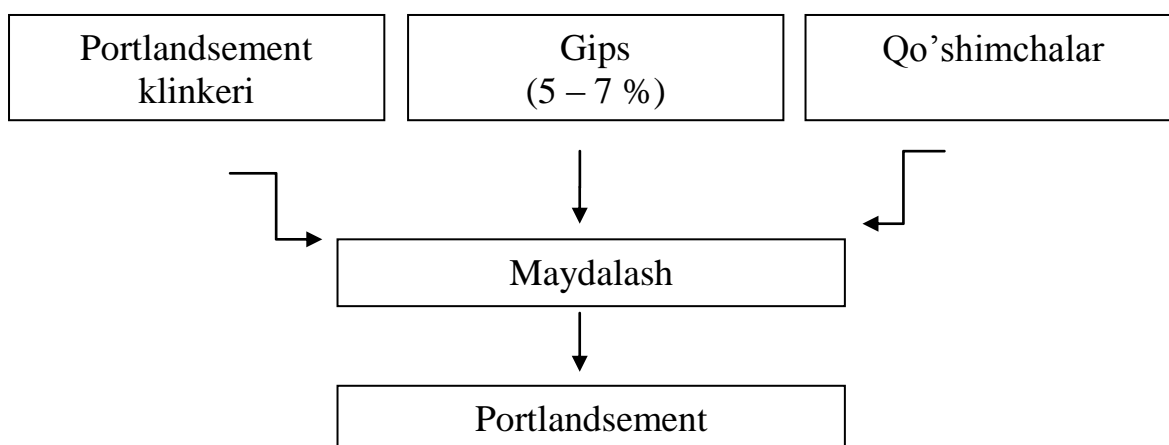 Portlandsement
klinkeri
Gips
(5 – 7 %)
Qo’shimchalar
Maydalash
Portlandsement